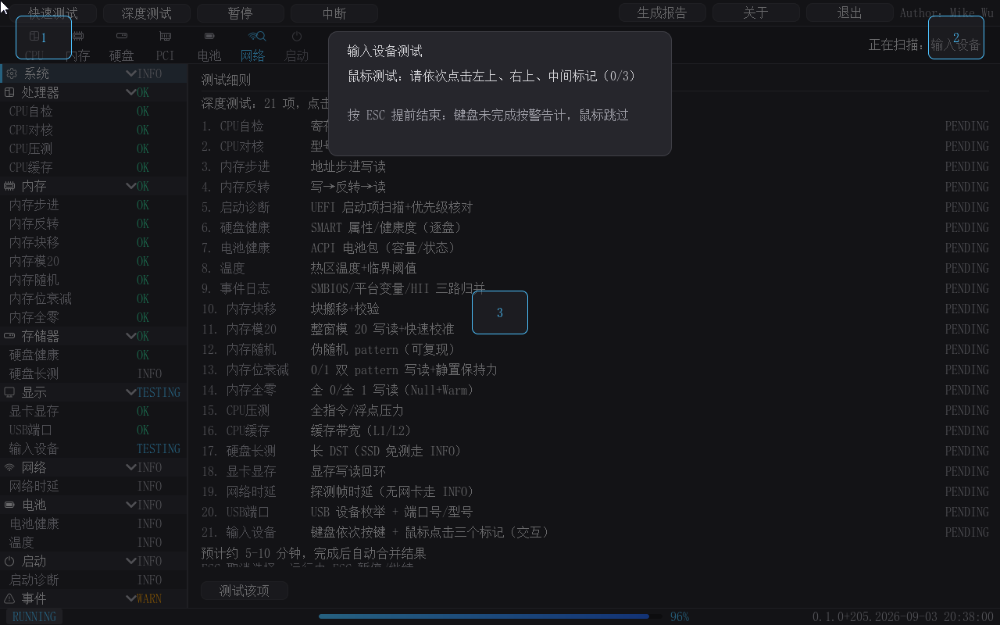 快速测试 深度测试 暂停 中断 生成报告 关于 退出 Author: Mike Wu
1 2
CPU 内存 硬盘 PCI 电池 网络 启动 正在扫描: 输入设备
输入设备测试
鼠标测试: 请依次点击左上、右上、中间标记 (0/3)
按 ESC 提前结束: 键盘未完成按警告计, 鼠标跳过
系统 INFO
处理器 OK
CPU自检 OK
CPU对核 OK
CPU压测 OK
CPU缓存 OK
内存 OK
内存步进 OK
内存反转 OK
内存块移 OK
内存模20 OK
内存随机 OK
内存位衰减 OK
内存全零 OK
存储器 OK
硬盘健康 OK
硬盘长测 INFO
显示 TESTING
显卡显存 OK
USB端口 OK
输入设备 TESTING
网络 INFO
网络时延 INFO
电池 INFO
电池健康 INFO
温度 INFO
启动 INFO
启动诊断 INFO
事件 WARN
测试细则
深度测试: 21 项, 点击
1. CPU自检 寄存 PENDING
2. CPU对核 型号 PENDING
3. 内存步进 地址步进写读 PENDING
4. 内存反转 写→反转→读 PENDING
5. 启动诊断 UEFI 启动项扫描+优先级核对 PENDING
6. 硬盘健康 SMART 属性/健康度 (逐盘) PENDING
7. 电池健康 ACPI 电池包 (容量/状态) PENDING
8. 温度 热区温度+临界阈值 PENDING
9. 事件日志 SMBIOS/平台变量/HII 三路归并 PENDING
10. 内存块移 块搬移+校验 PENDING
3
11. 内存模20 整窗模 20 写读+快速校准 PENDING
12. 内存随机 伪随机 pattern (可复现) PENDING
13. 内存位衰减 0/1 双 pattern 写读+静置保持力 PENDING
14. 内存全零 全 0/全 1 写读 (Null+Warm) PENDING
15. CPU压测 全指令/浮点压力 PENDING
16. CPU缓存 缓存带宽 (L1/L2) PENDING
17. 硬盘长测 长 DST (SSD 免测走 INFO) PENDING
18. 显卡显存 显存写读回环 PENDING
19. 网络时延 探测帧时延 (无网卡走 INFO) PENDING
20. USB端口 USB 设备枚举 + 端口号/型号 PENDING
21. 输入设备 键盘依次按键 + 鼠标点击三个标记 (交互) PENDING
预计约 5-10 分钟, 完成后自动合并结果
测试该项
RUNNING 96% 0.1.0+205.2026-09-03 20:38:00